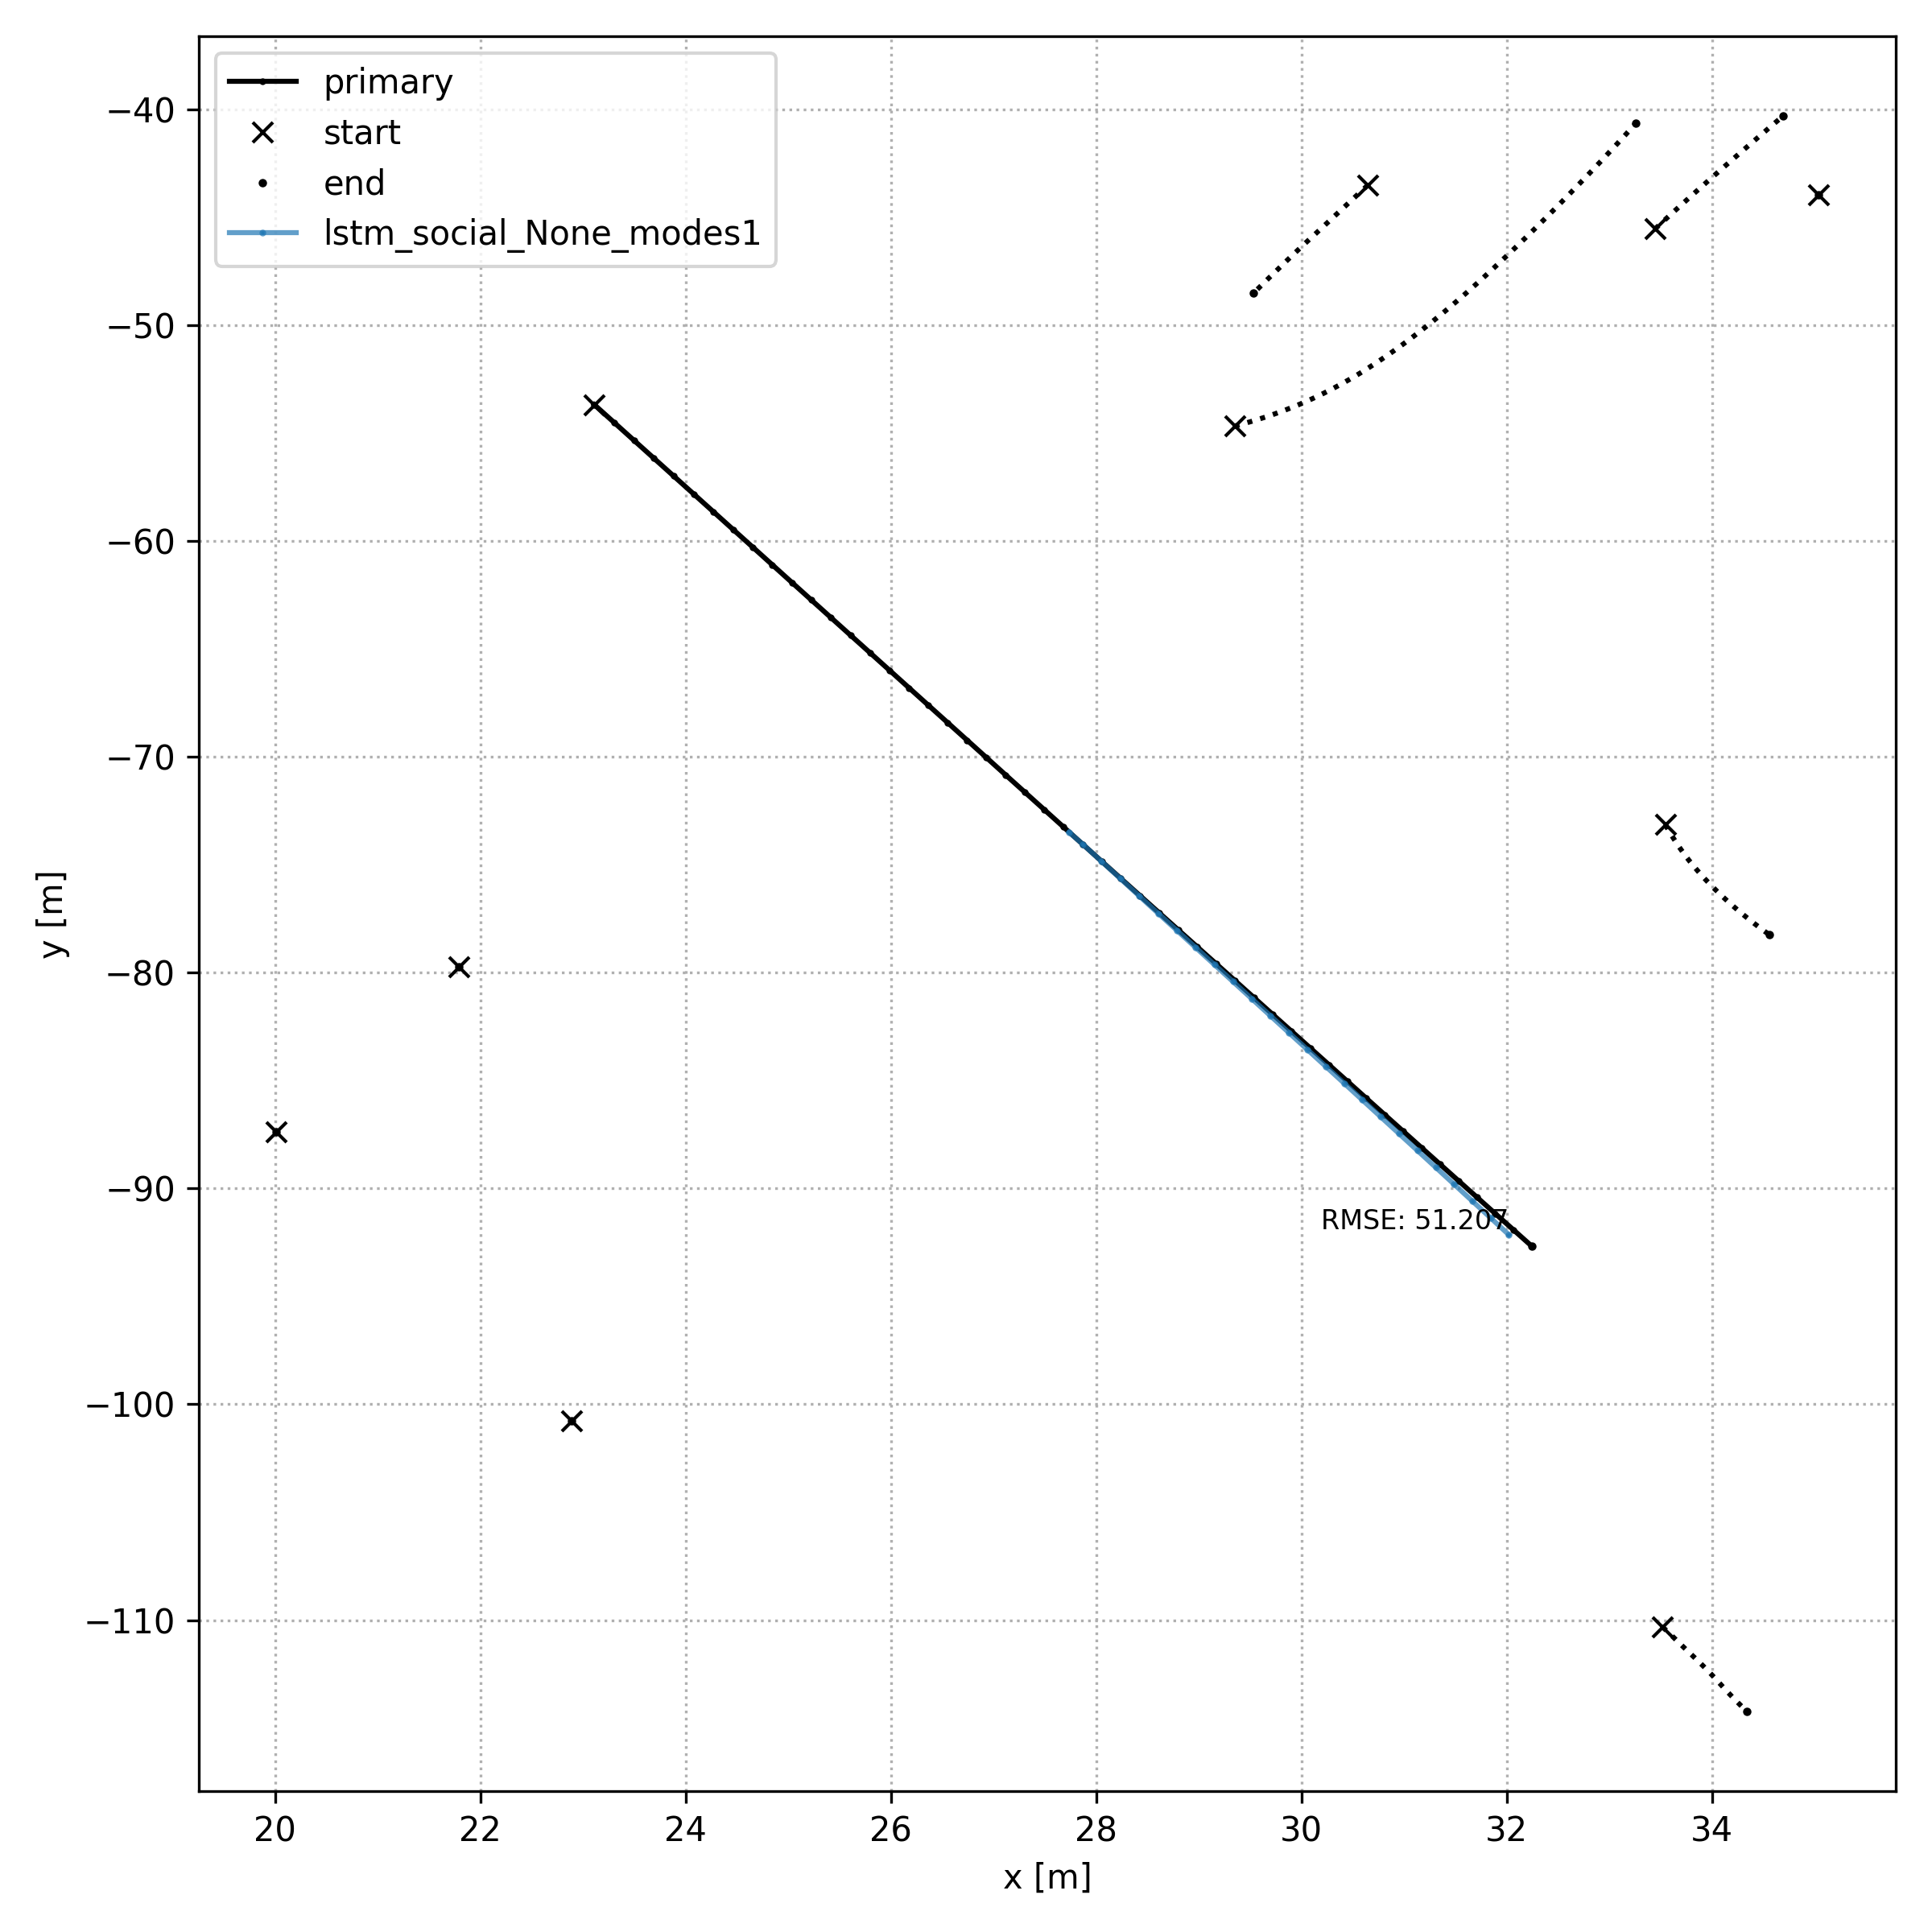 primary
start
end
lstm_social_None_modes1
−40
−50
−60
−70
−80
−90
−100
−110
y [m]
RMSE: 51.207
20 22 24 26 28 30 32 34
x [m]